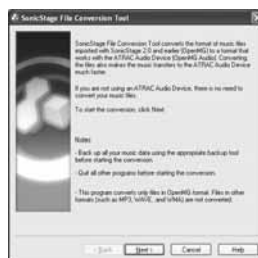 SonicStage File Conversion Tool
SonicStage File Conversion Tool converts the format of music files
exported with SonicStage 2.0 and earlier (OpenMG) to a format that
works with the ATRAC Audio Device (OpenMG Audio). Converting
the files also makes the music transfers to the ATRAC Audio Device
much faster.
If you are not using an ATRAC Audio Device, there is no need to
convert your music files.
To start the conversion, click Next.
Notes:
- Back up all your music data using the appropriate backup tool
before starting the conversion.
- Quit all other programs before starting the conversion.
- This program converts only files in OpenMG format. Files in other
formats (such as MP3, WAVE, and WMA) are not converted.
< Back Next > Cancel Help